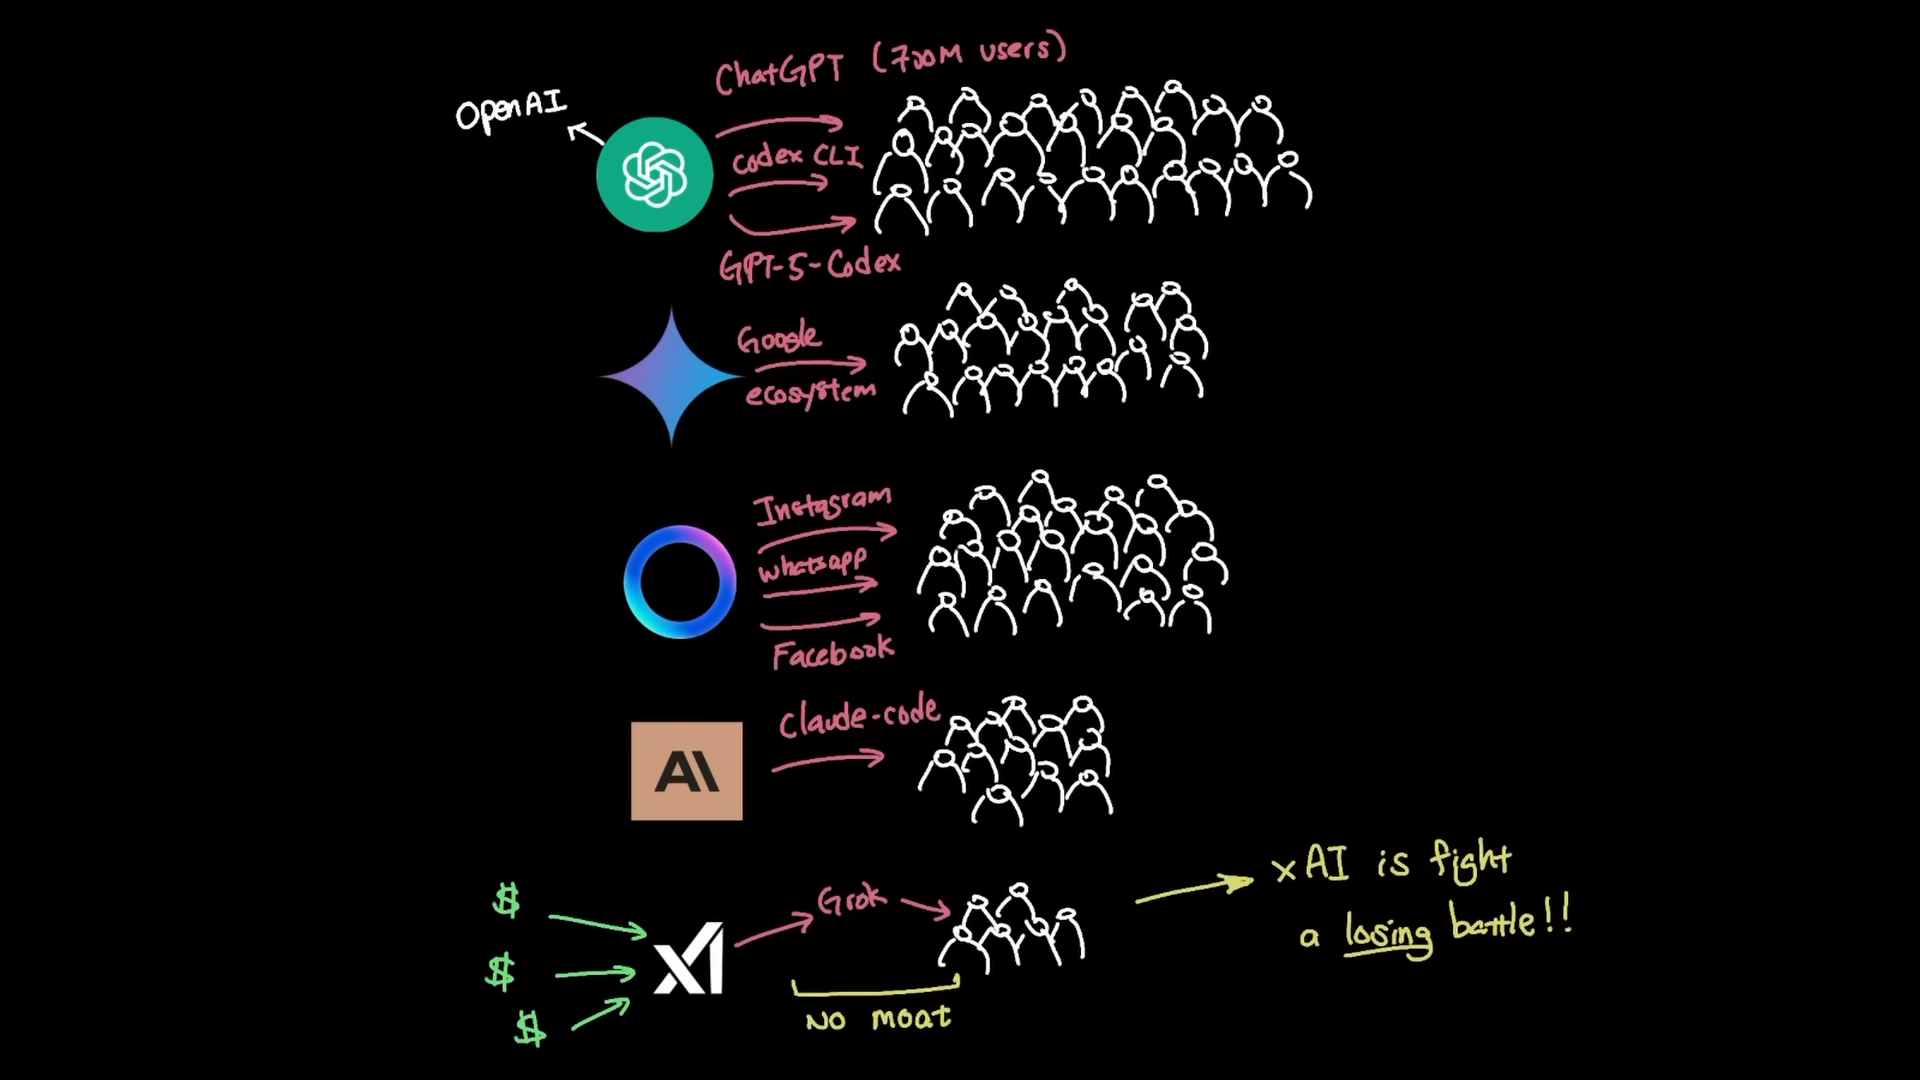 ChatGPT (700M users)
OpenAI
codex CLI
GPT-5-Codex
Google
ecosystem
Instagram
whatsapp
Facebook
Claude-code
AI
$
Grok
xAI is fight
a losing battle!!
$
xI
NO MOAT
$